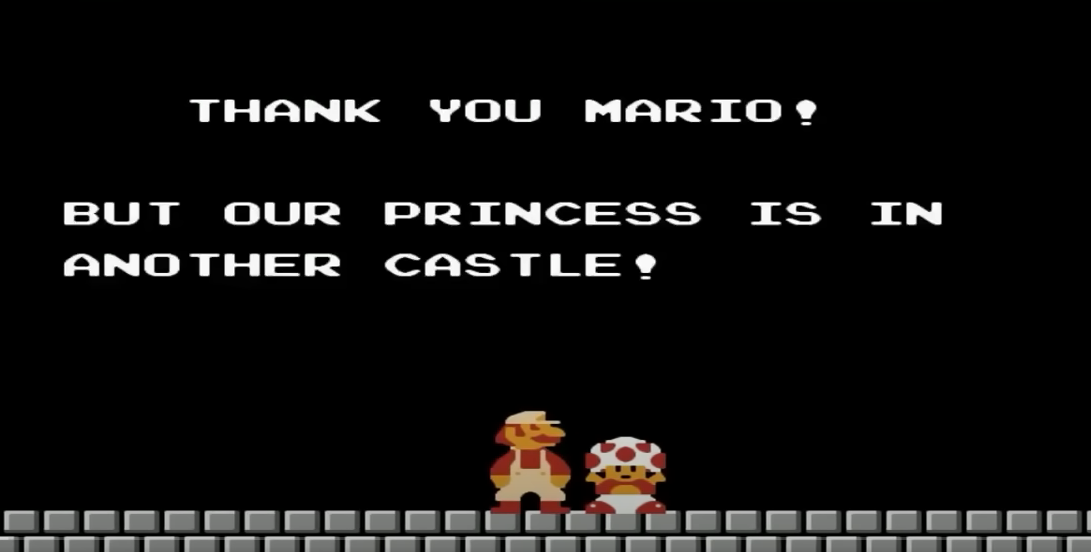 THANK YOU MARIO!
BUT OUR PRINCESS IS IN
ANOTHER CASTLE!